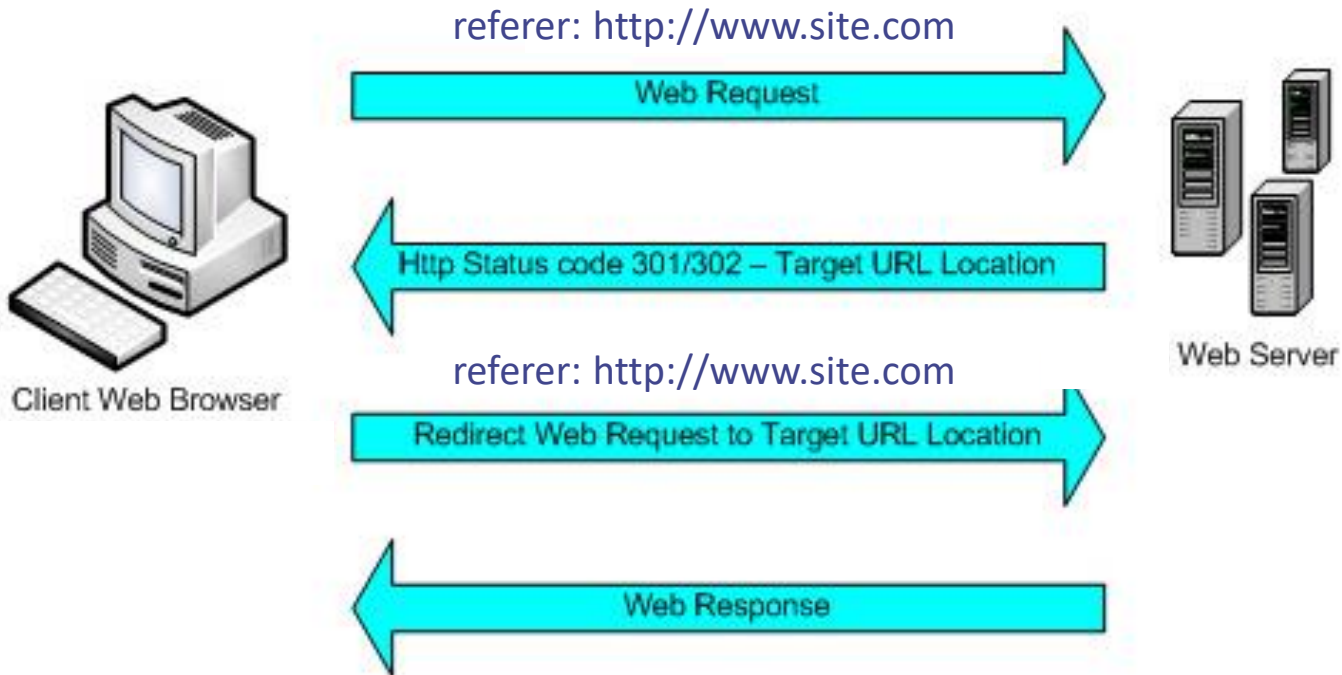 referer: http://www.site.com
Web Request
Http Status code 301/302 – Target URL Location
Web Server
referer: http://www.site.com
Client Web Browser
Redirect Web Request to Target URL Location
Web Response